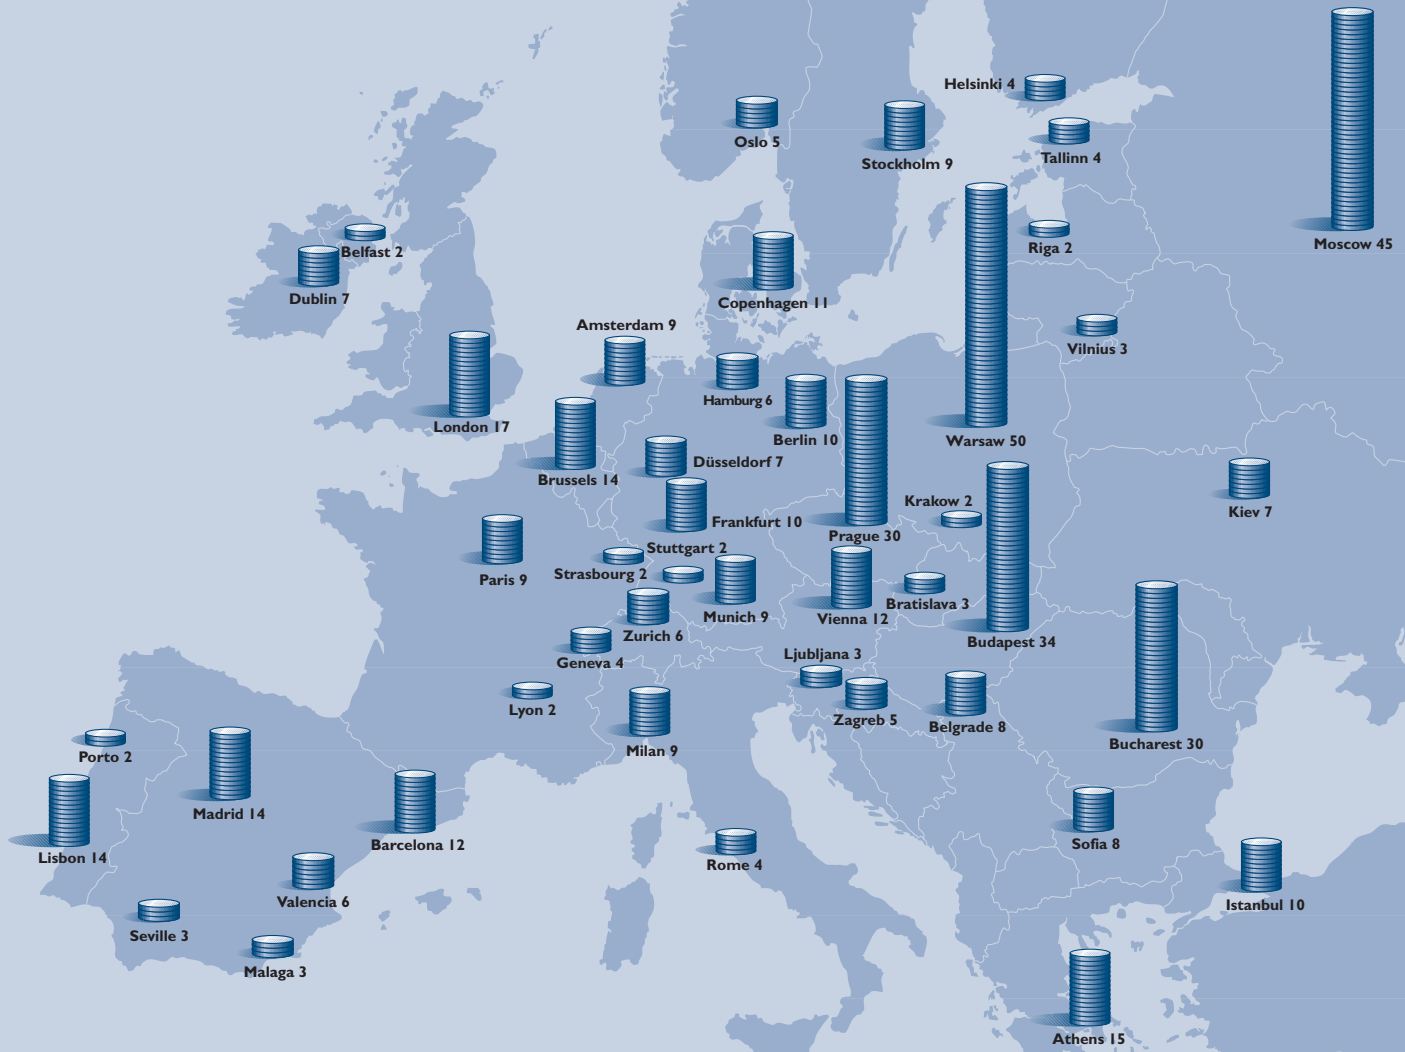 Helsinki 4
Oslo 5
Stockholm 9
Tallinn 4
Moscow 45
Belfast 2
Riga 2
Dublin 7
Copenhagen 11
Amsterdam 9
Vilnius 3
Hamburg 6
London 17
Berlin 10
Warsaw 50
Düsseldorf 7
Brussels 14
Krakow 2
Kiev 7
Frankfurt 10
Prague 30
Stuttgart 2
Strasbourg 2
Paris 9
Bratislava 3
Munich 9
Vienna 12
Zurich 6
Budapest 34
Ljubljana 3
Geneva 4
Lyon 2
Zagreb 5
Belgrade 8
Bucharest 30
Milan 9
Porto 2
Madrid 14
Barcelona 12
Sofia 8
Lisbon 14
Rome 4
Valencia 6
Istanbul 10
Seville 3
Malaga 3
Athens 15